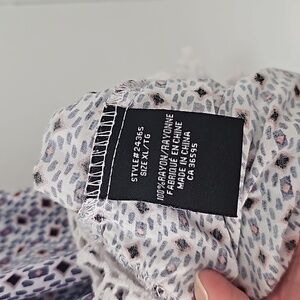 STYLE# 24365
SIZE XL/TG
100% RAYON/RAYONNE
FABRIQUÉ EN CHINE
MADE IN CHINA
CA 36595